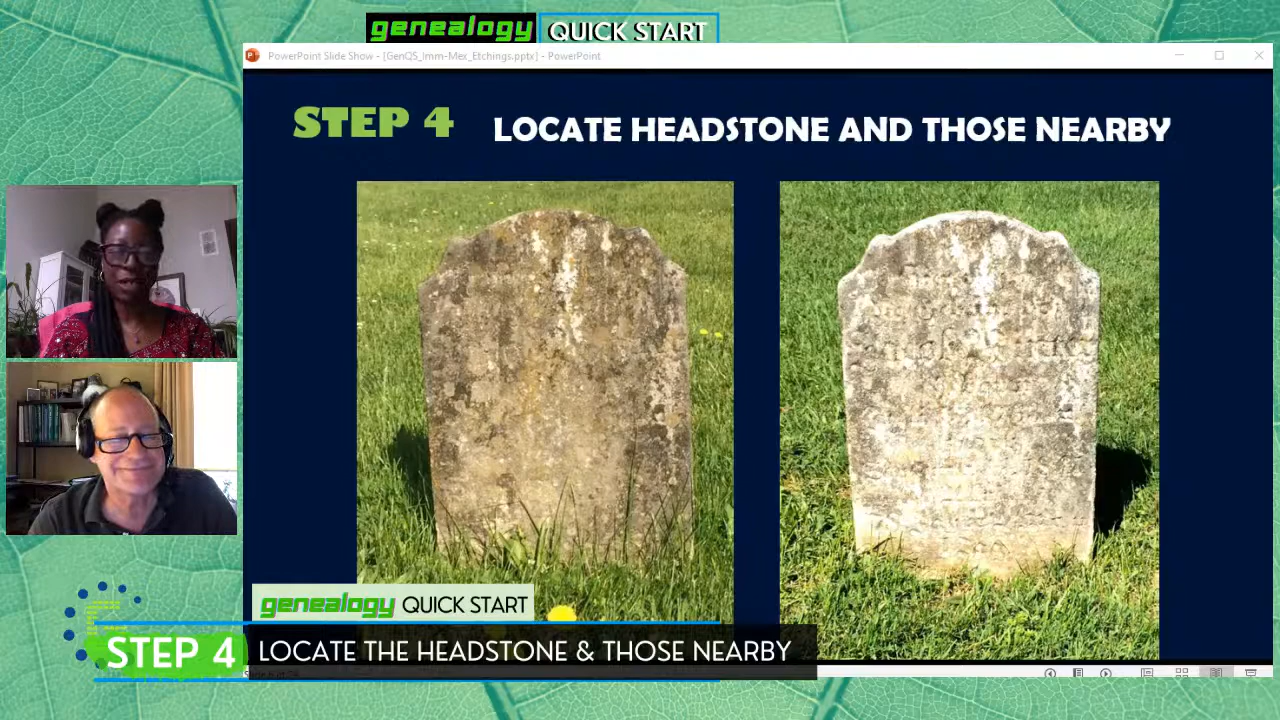 genealogy QUICK START
PowerPoint Slide Show - [GenQS_Imm-Mex_Etchings.pptx] - PowerPoint
STEP 4 LOCATE HEADSTONE AND THOSE NEARBY
genealogy QUICK START
STEP 4 LOCATE THE HEADSTONE & THOSE NEARBY